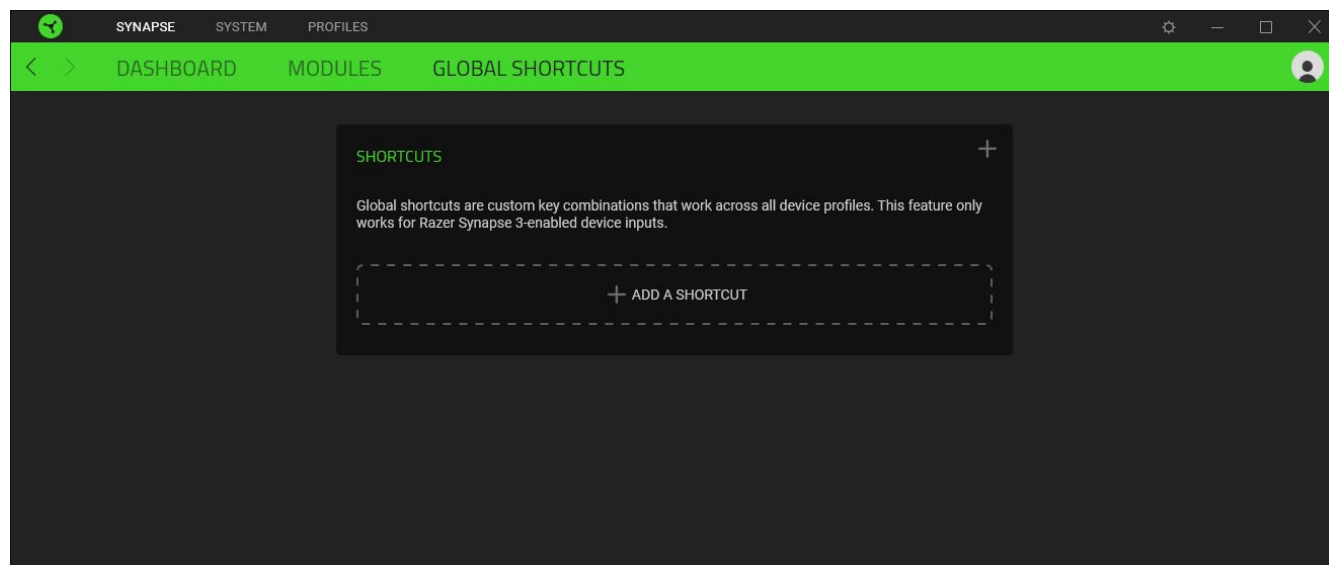 SYNAPSE SYSTEM PROFILES
DASHBOARD MODULES GLOBAL SHORTCUTS
SHORTCUTS
Global shortcuts are custom key combinations that work across all device profiles. This feature only
works for Razer Synapse 3-enabled device inputs.
ADD A SHORTCUT